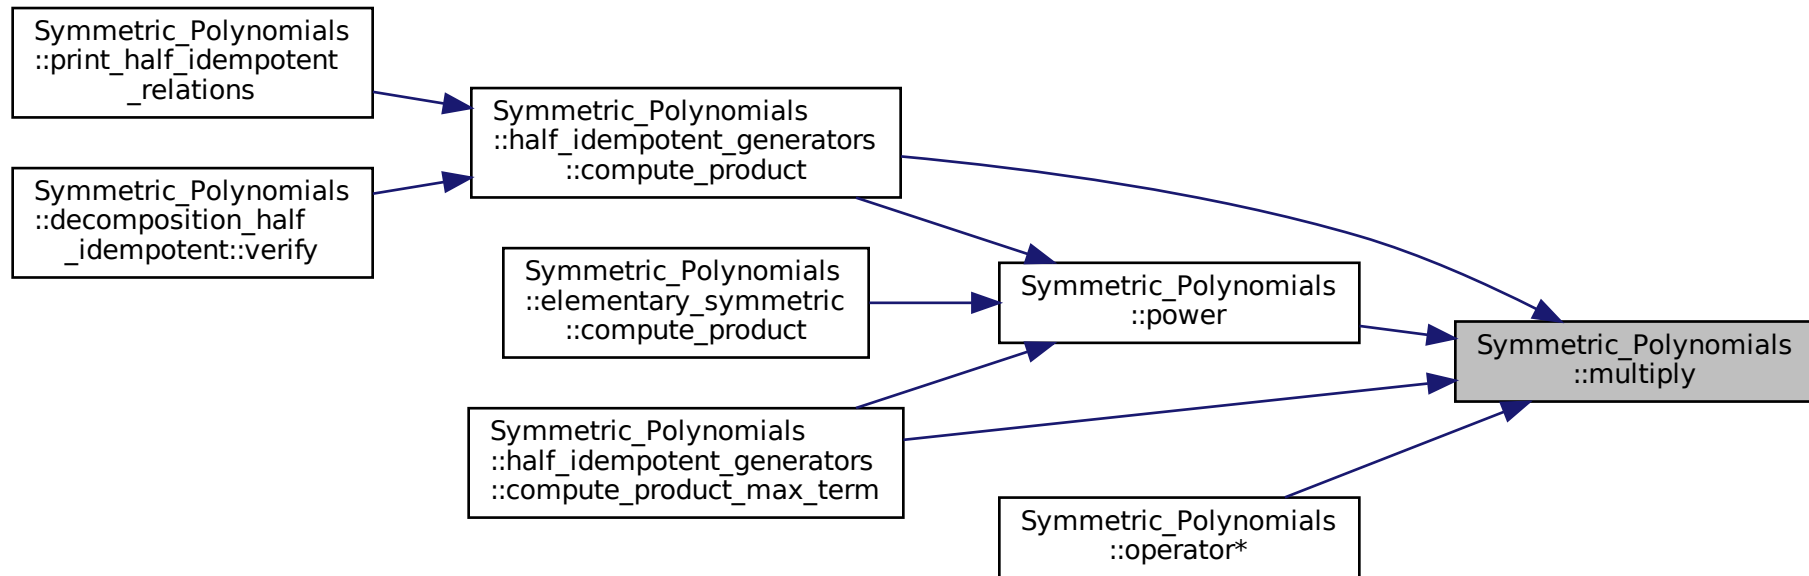 Symmetric_Polynomials
::print_half_idempotent
_relations
Symmetric_Polynomials
::decomposition_half
_idempotent::verify
Symmetric_Polynomials
::half_idempotent_generators
::compute_product
Symmetric_Polynomials
::elementary_symmetric
::compute_product
Symmetric_Polynomials
::half_idempotent_generators
::compute_product_max_term
Symmetric_Polynomials
::power
Symmetric_Polynomials
::operator*
Symmetric_Polynomials
::multiply